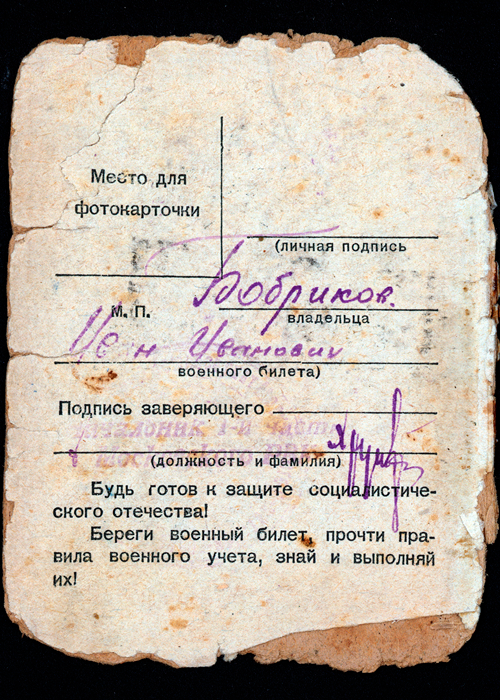 Место для
фотокарточки
(личная подпись
Бобриков.
М. П.
владельца
Иванович
военного билета)
Подпись заверяющего
(должность и фамилия)
Будь готов к защите социалистиче-
ского отечества!
Береги военный билет, прочти пра-
вила военного учета, знай и выполняй
их!